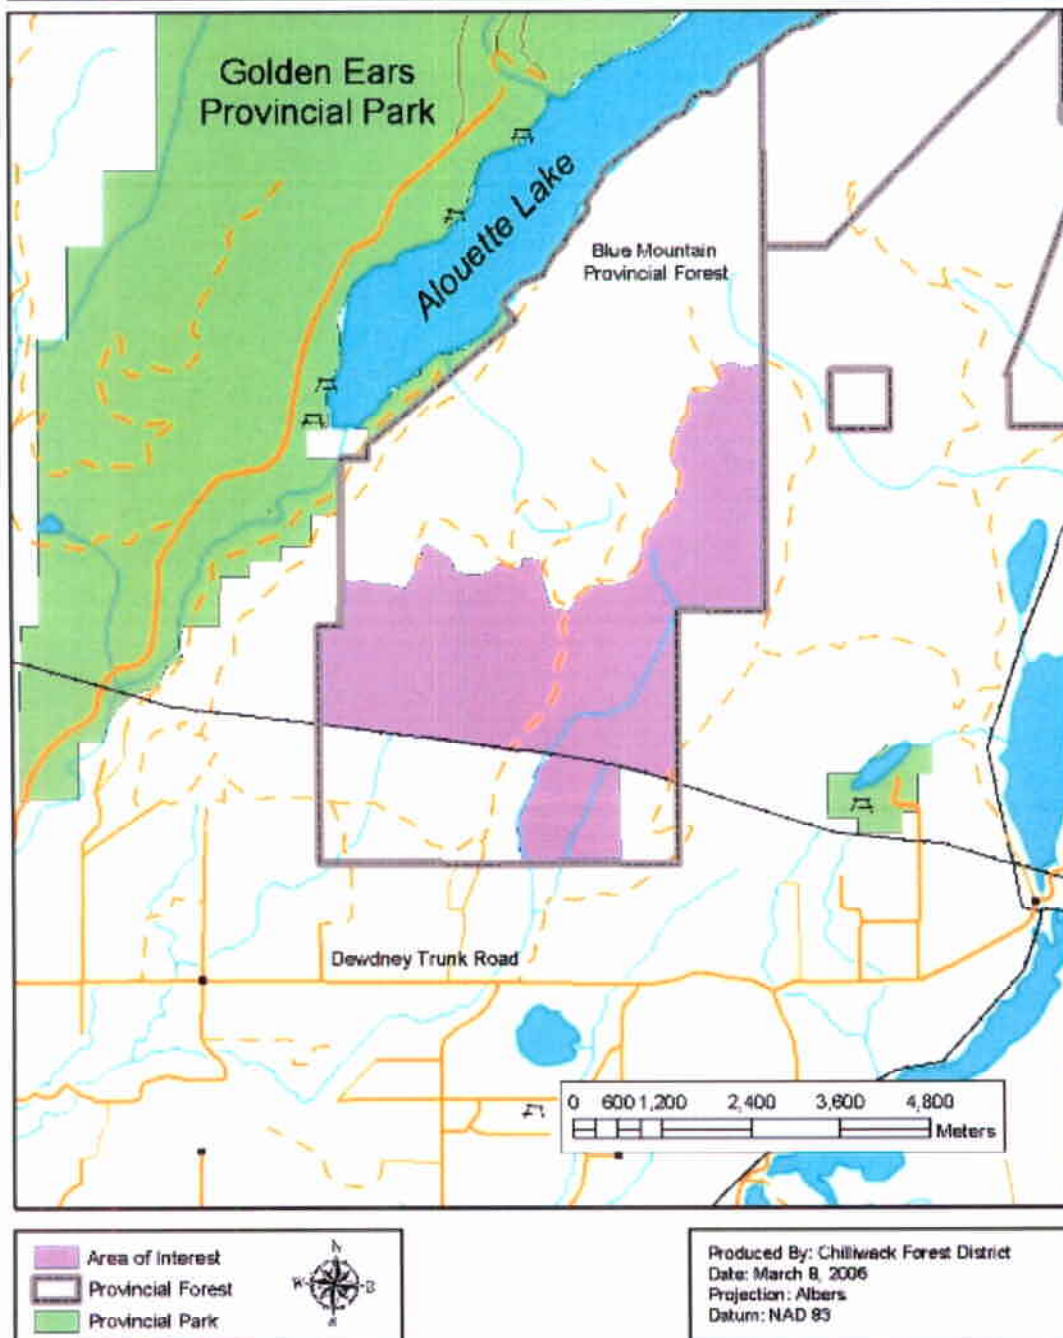 Golden Ears
Provincial Park
Alouette Lake
Blue Mountain
Provincial Forest
Dewdney Trunk Road
0 600 1,200 2,400 3,600 4,800
Meters
Area of Interest
Provincial Forest
Provincial Park
N
W
Produced By: Chilliwack Forest District
Date: March 8, 2006
Projection: Albers
Datum: NAD 83